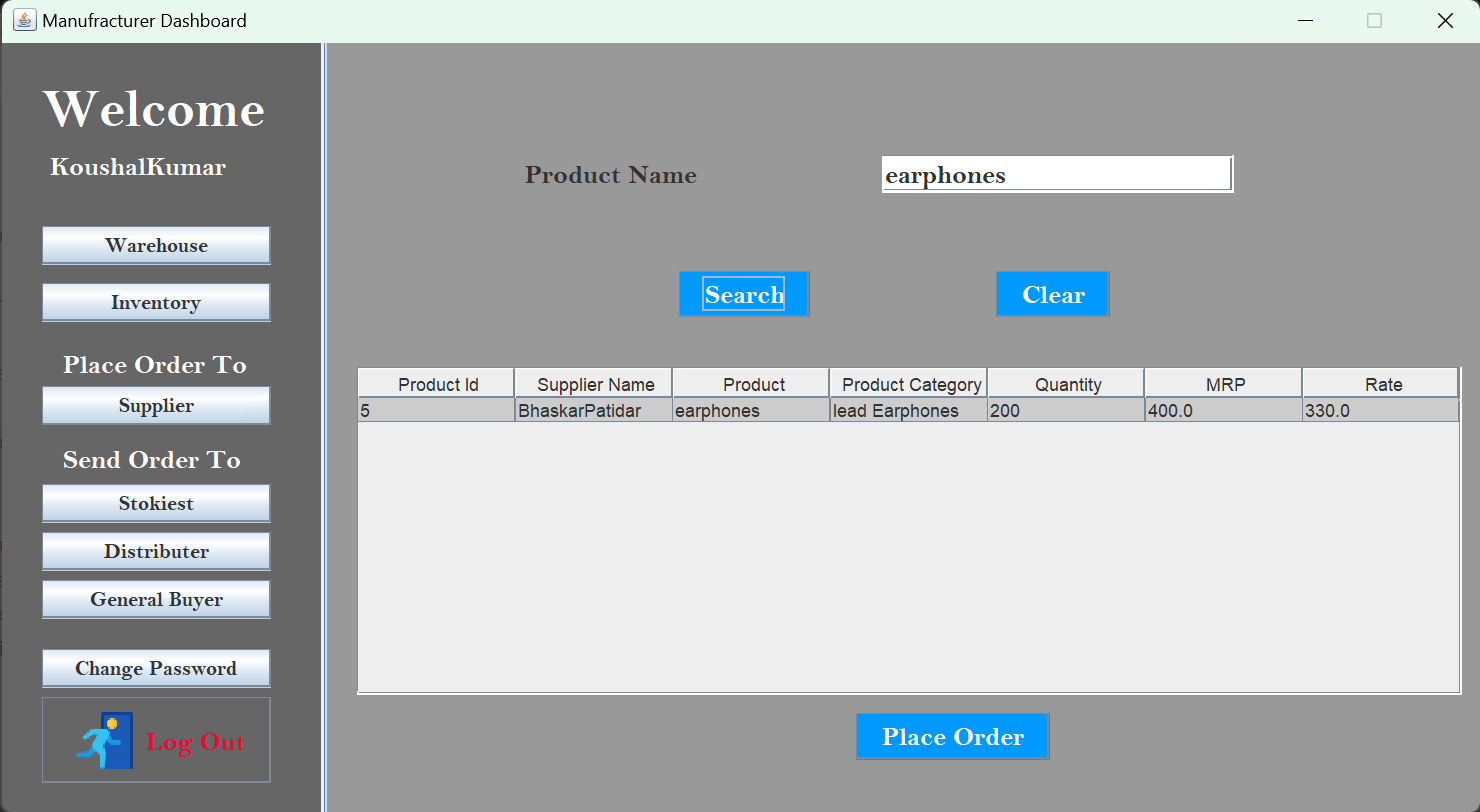 Manufracturer Dashboard
Welcome
KoushalKumar
Warehouse
Inventory
Place Order To
Supplier
Send Order To
Stokiest
Distributer
General Buyer
Change Password
Log Out
Product Name earphones
Search Clear
Product Id Supplier Name Product Product Category Quantity MRP Rate
5 BhaskarPatidar earphones lead Earphones 200 400.0 330.0
Place Order